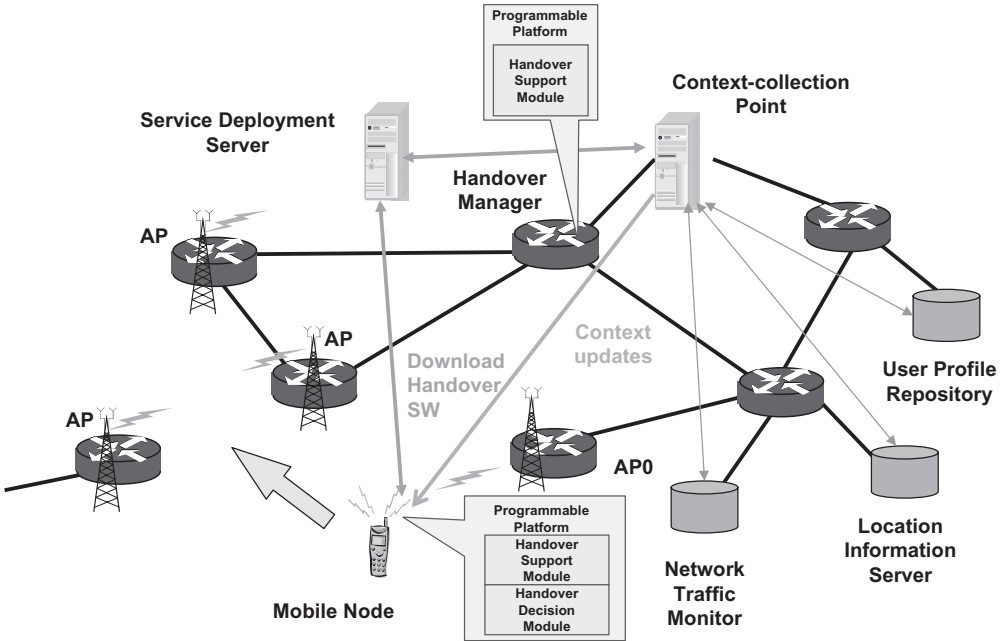 Programmable
Platform
Handover
Support
Module
Context-collection
Point
Service Deployment
Server
Handover
Manager
AP
AP
Download
Handover
SW
Context
updates
User Profile
Repository
AP
AP0
Programmable
Platform
Handover
Support
Module
Handover
Decision
Module
Mobile Node
Network
Traffic
Monitor
Location
Information
Server